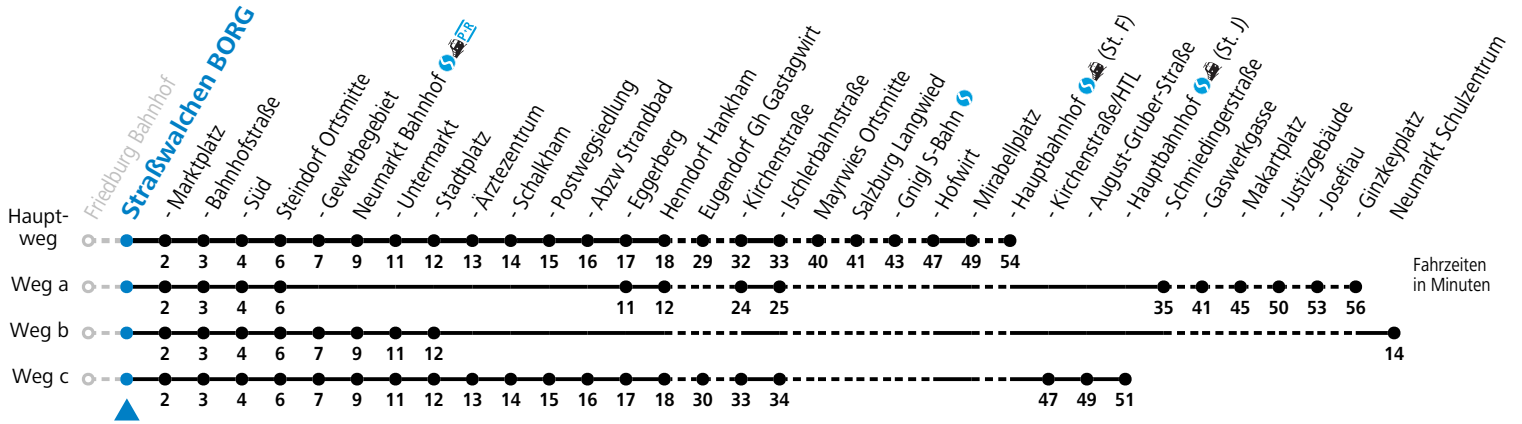 Friedburg Bahnhof
Straßwalchen BORG
- Marktplatz
- Bahnhofstraße
- Süd
Steindorf Ortsmitte
- Gewerbegebiet
Neumarkt Bahnhof S P+R
- Untermarkt
- Stadtplatz
- Ärztezentrum
- Schalkham
- Postwegsiedlung
- Abzw Strandbad
- Eggerberg
Henndorf Hankham
Eugendorf Gh Gastagwirt
- Kirchenstraße
- Ischlerbahnstraße
Mayrwies Ortsmitte
Salzburg Langwied
- Gnigl S-Bahn S
- Hofwirt
- Mirabellplatz
- Hauptbahnhof S (St. F)
- Kirchenstraße/HTL
- August-Gruber-Straße
- Hauptbahnhof S (St. J)
- Schmiedingerstraße
- Gaswerkgasse
- Makartplatz
- Justizgebäude
- Josefiau
- Ginzkeyplatz
Neumarkt Schulzentrum
Haupt-
weg
2 3 4 6 7 9 11 12 13 14 15 16 17 18 29 32 33 40 41 43 47 49 54
Weg a
2 3 4 6 11 12 24 25 35 41 45 50 53 56
Fahrzeiten
in Minuten
Weg b
2 3 4 6 7 9 11 12 14
Weg c
2 3 4 6 7 9 11 12 13 14 15 16 17 18 30 33 34 47 49 51